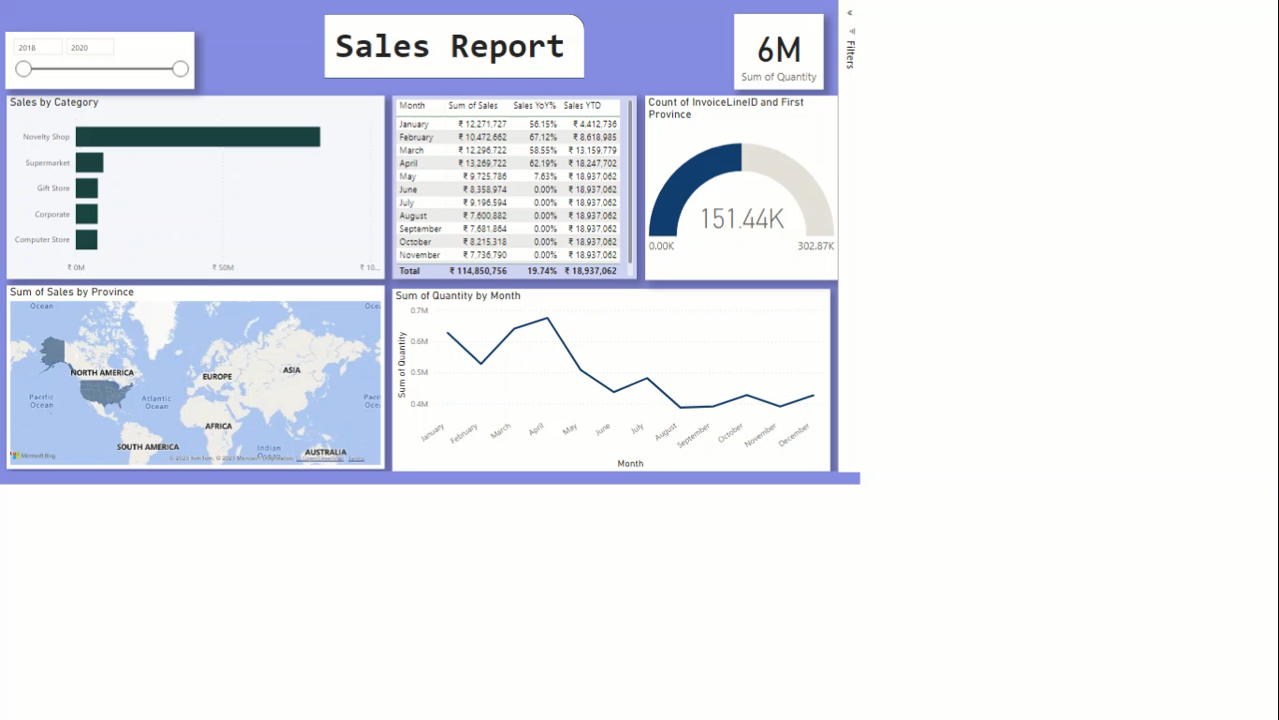 Sales Report
2018 2020
6M
Sum of Quantity
Filters
Sales by Category
Novelty Shop
Supermarket
Gift Store
Corporate
Computer Store
₹ 0M ₹ 50M ₹ 10...
Month Sum of Sales Sales YoY% Sales YTD
January ₹ 12,271,727 56.15% ₹ 4,412,736
February ₹ 10,472,662 67.12% ₹ 8,618,985
March ₹ 12,296,722 58.55% ₹ 13,159,779
April ₹ 13,269,722 62.19% ₹ 18,247,702
May ₹ 9,725,786 7.63% ₹ 18,937,062
June ₹ 8,358,974 0.00% ₹ 18,937,062
July ₹ 9,196,594 0.00% ₹ 18,937,062
August ₹ 7,600,882 0.00% ₹ 18,937,062
September ₹ 7,681,864 0.00% ₹ 18,937,062
October ₹ 8,215,318 0.00% ₹ 18,937,062
November ₹ 7,736,790 0.00% ₹ 18,937,062
Total ₹ 114,850,756 19.74% ₹ 18,937,062
Count of InvoiceLineID and First
Province
151.44K
0.00K 302.87K
Sum of Sales by Province
Ocean
Oce
NORTH AMERICA
EUROPE
ASIA
Pacific
Ocean
Atlantic
Ocean
Pac
Oce
AFRICA
SOUTH AMERICA
Indian
Ocean
AUSTRALIA
Microsoft Bing
Sum of Quantity by Month
Sum of Quantity
0.7M
0.6M
0.5M
0.4M
January February March April May June July August September October November December
Month